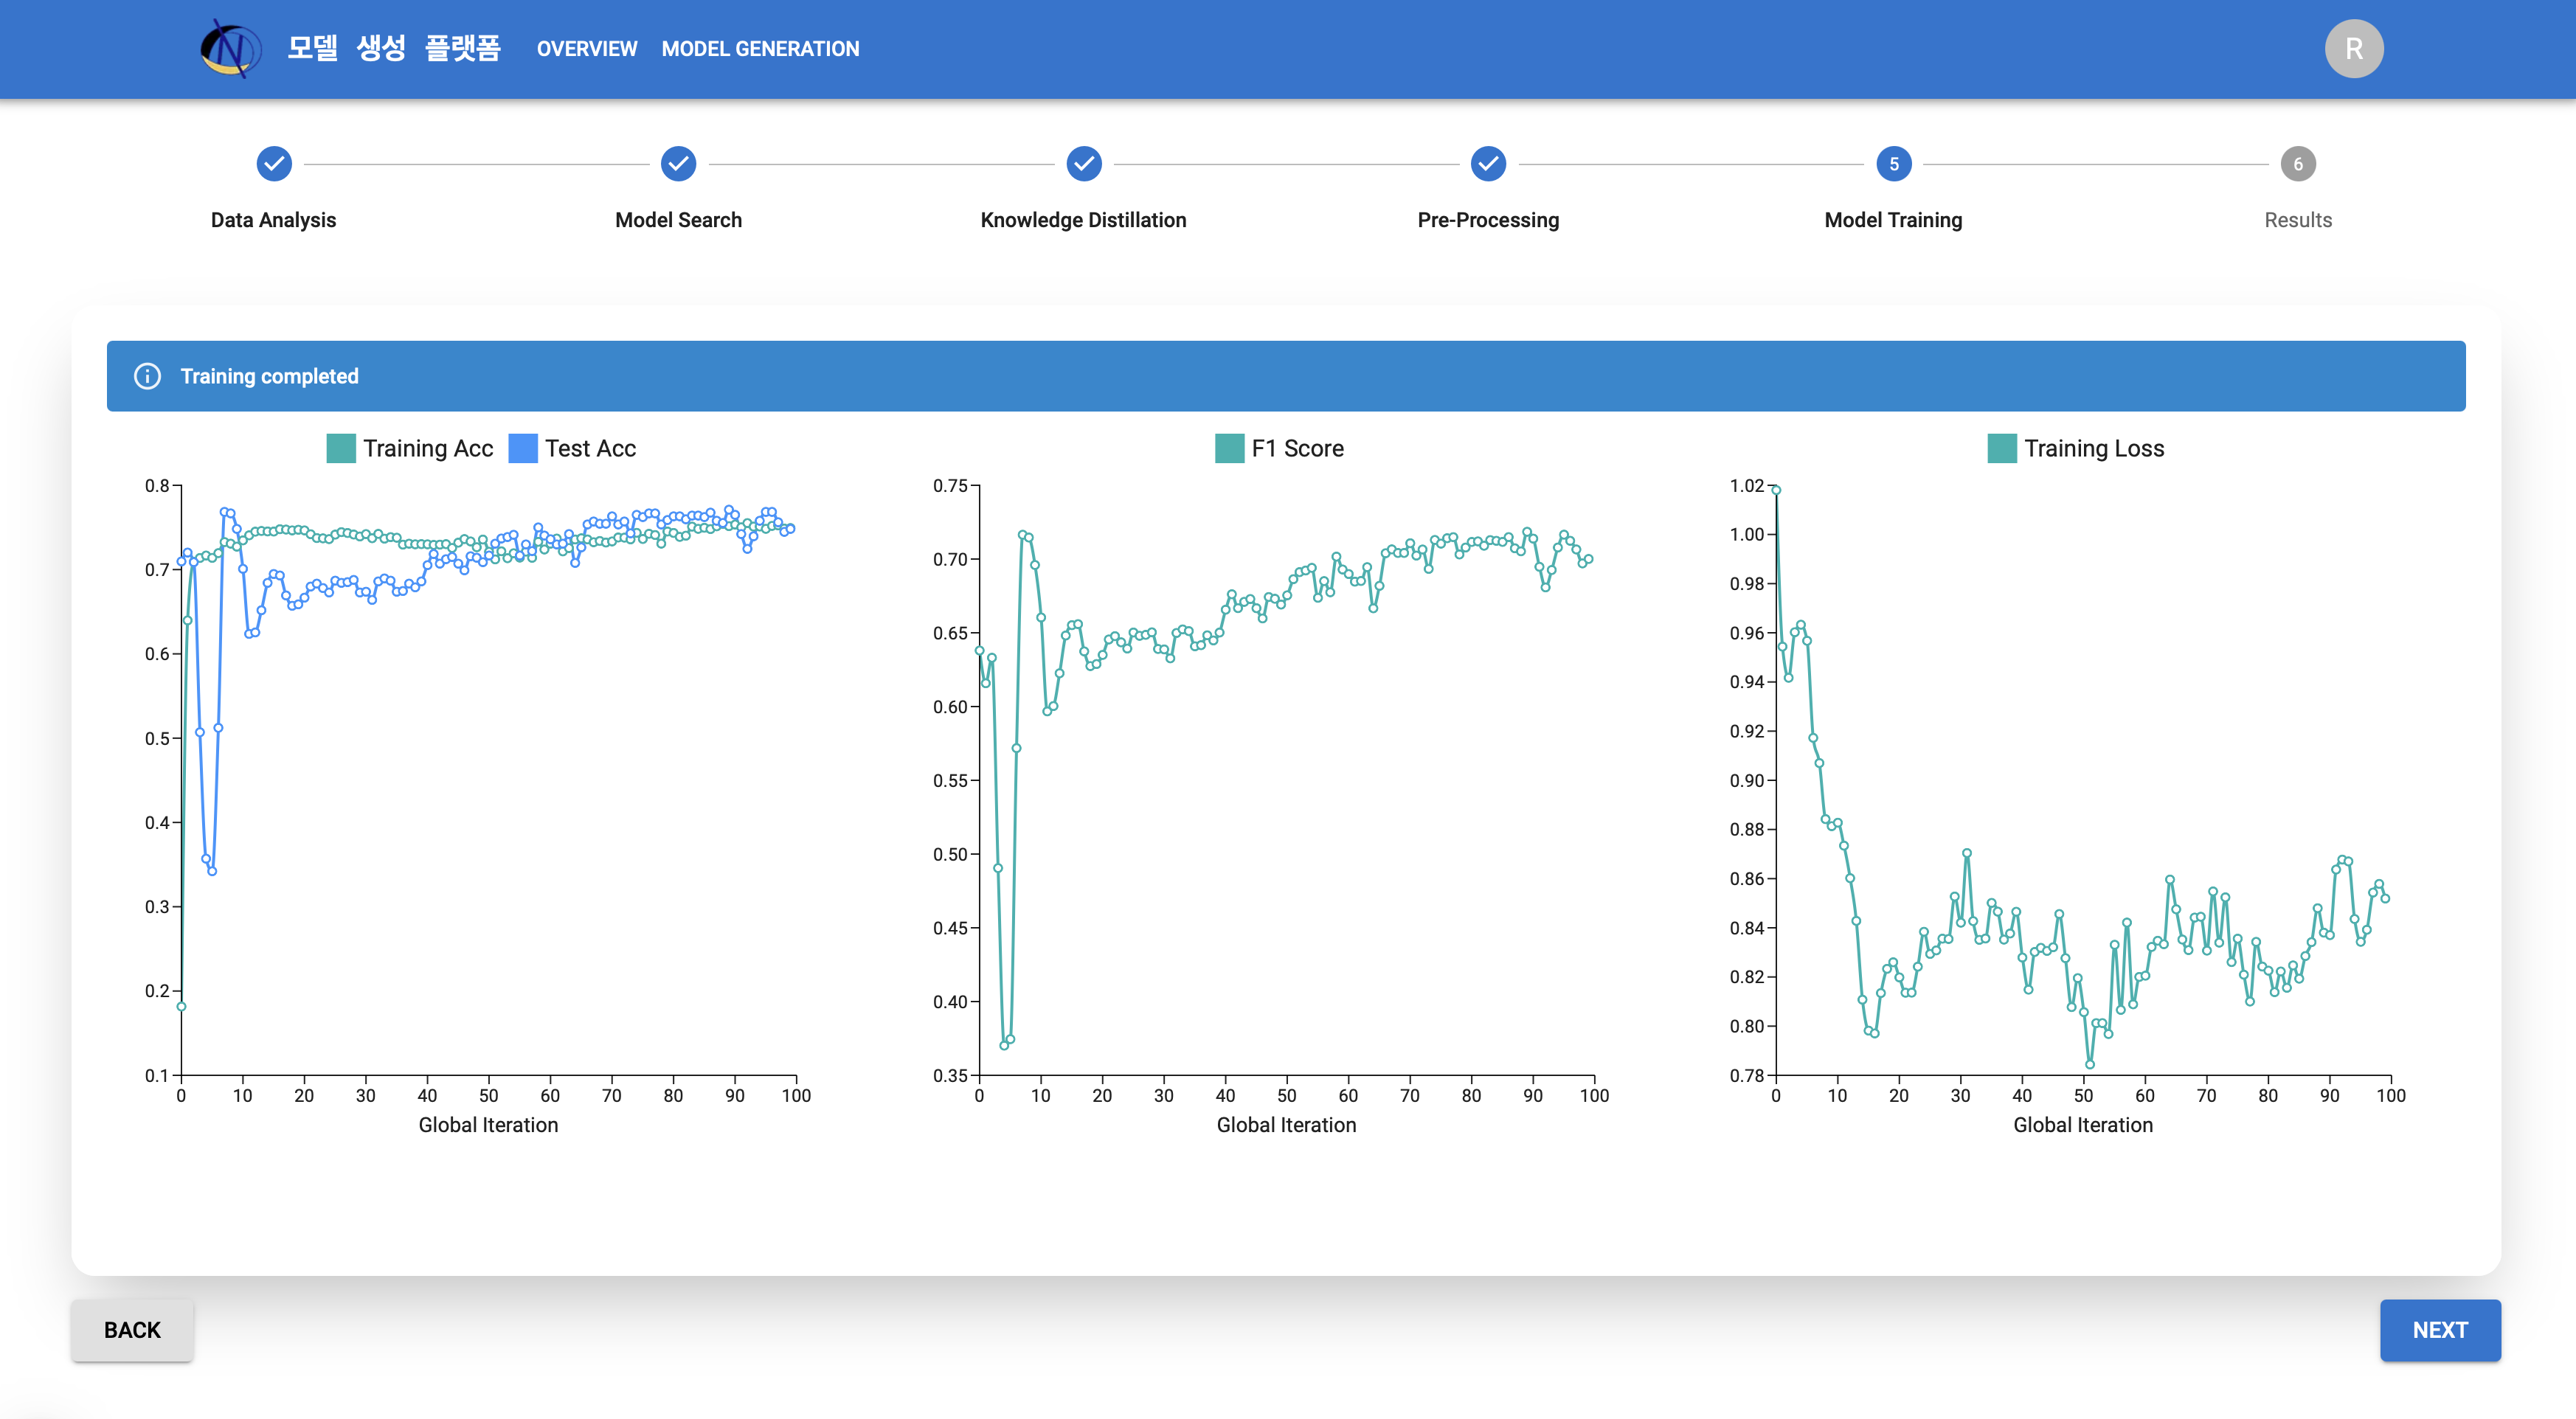 N
모델 생성 플랫폼 OVERVIEW MODEL GENERATION R
5 6
Data Analysis Model Search Knowledge Distillation Pre-Processing Model Training Results
Training completed
Training Acc Test Acc
0.8
0.7
0.6
0.5
0.4
0.3
0.2
0.1
0 10 20 30 40 50 60 70 80 90 100
Global Iteration
F1 Score
0.75
0.70
0.65
0.60
0.55
0.50
0.45
0.40
0.35
0 10 20 30 40 50 60 70 80 90 100
Global Iteration
Training Loss
1.02
1.00
0.98
0.96
0.94
0.92
0.90
0.88
0.86
0.84
0.82
0.80
0.78
0 10 20 30 40 50 60 70 80 90 100
Global Iteration
BACK NEXT